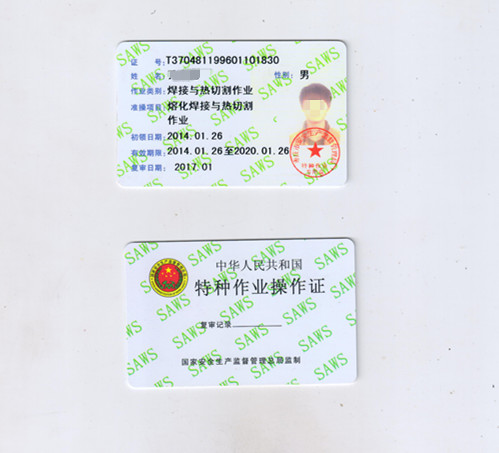 证 号: T370481199601101830
姓 名:
性别: 男
作业类别: 焊接与热切割作业
准操项目: 熔化焊接与热切割
作业
初领日期: 2014.01.26
有效期限: 2014.01.26至2020.01.26
复审日期: 2017.01
SAWS
中华人民共和国
特种作业操作证
复审记录
国家安全生产监督管理总局监制
SAWS